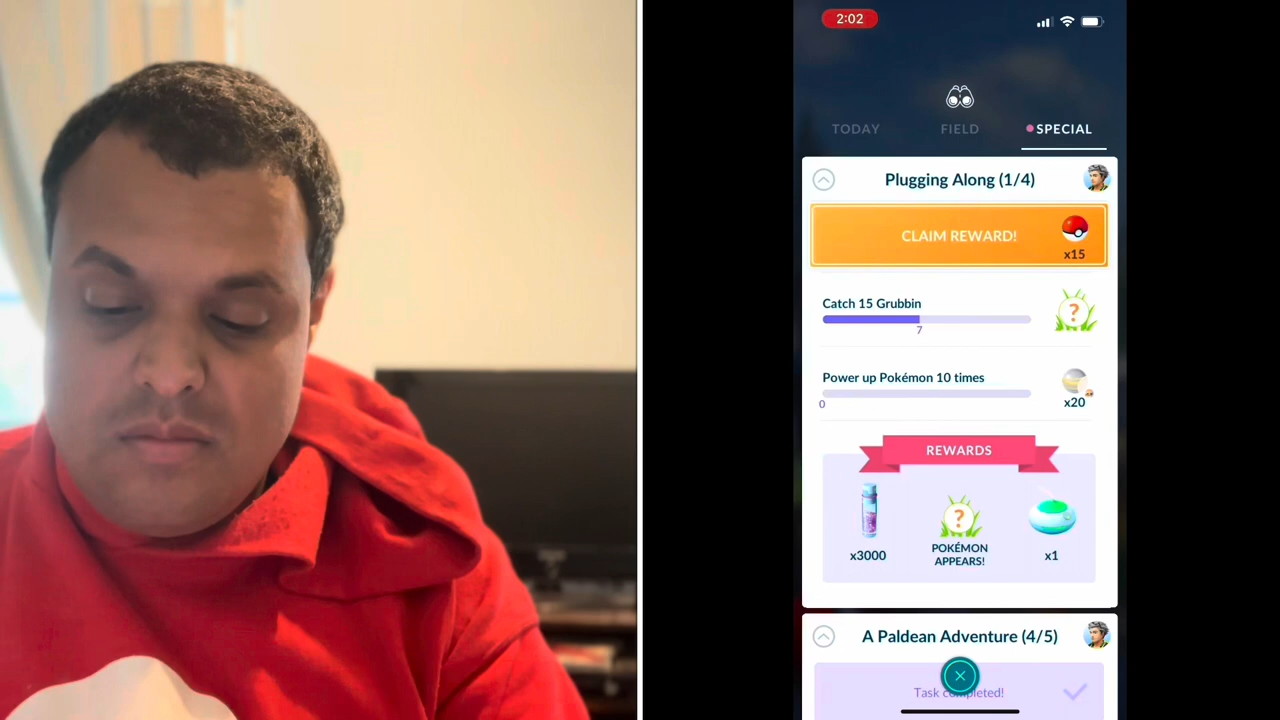 2:02
TODAY
FIELD
SPECIAL
Plugging Along (1/4)
CLAIM REWARD!
x15
Catch 15 Grubbin
?
7
Power up Pokémon 10 times
0
x20
REWARDS
?
x3000
POKÉMON
APPEARS!
x1
A Paldean Adventure (4/5)
Task completed!